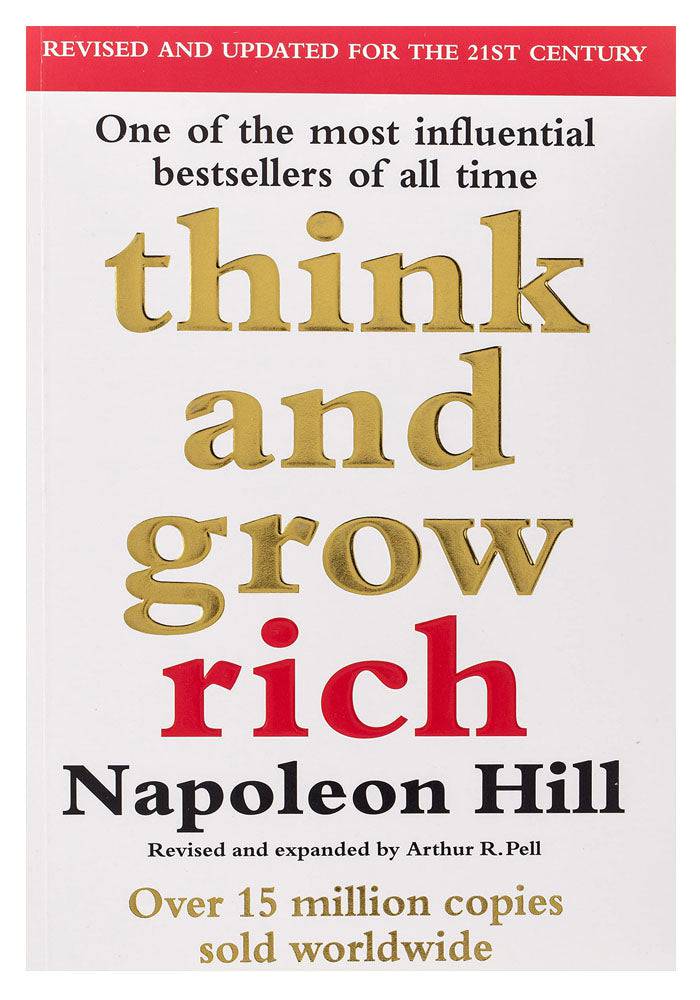 REVISED AND UPDATED FOR THE 21ST CENTURY
One of the most influential
bestsellers of all time
think
and
grow
rich
Napoleon Hill
Revised and expanded by Arthur R. Pell
Over 15 million copies
sold worldwide